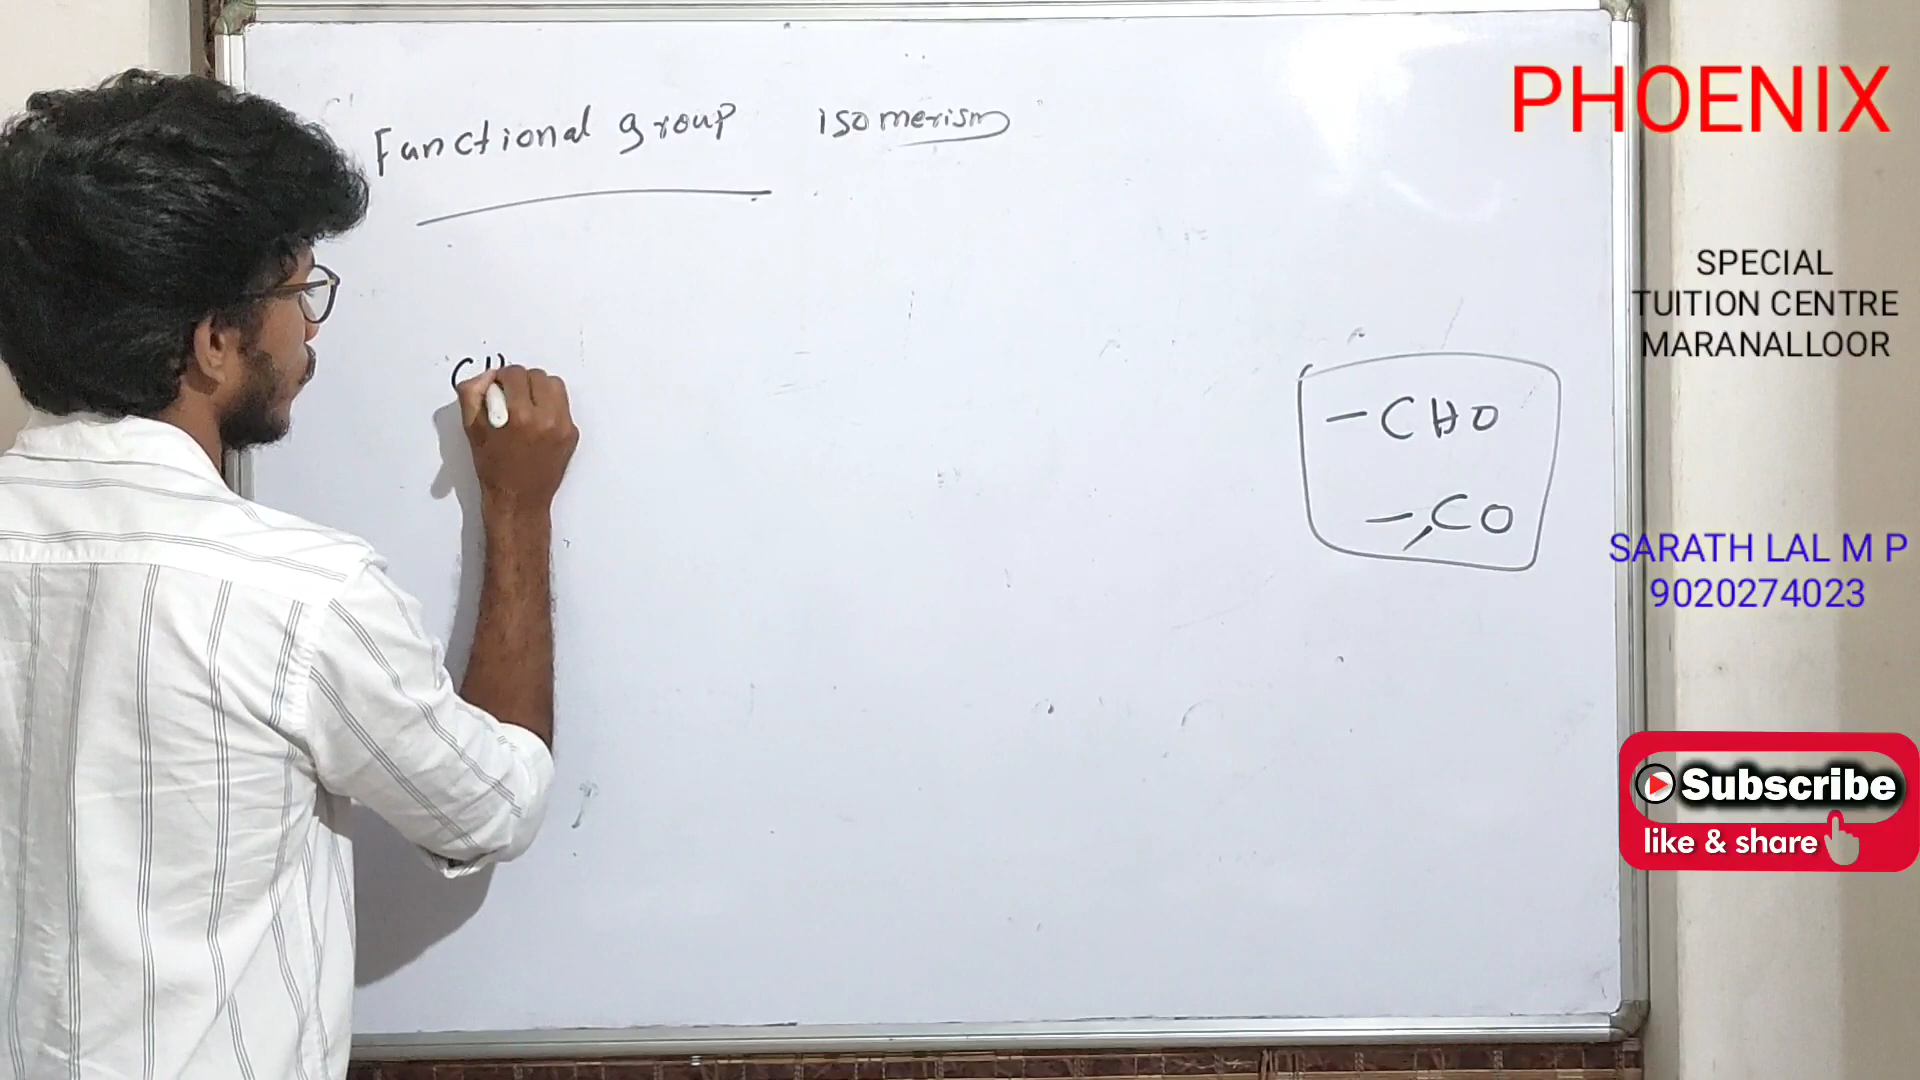 Functional group isomerism
CH
– CHO
– CO
PHOENIX
SPECIAL
TUITION CENTRE
MARANALLOOR
SARATH LAL M P
9020274023
Subscribe
like & share